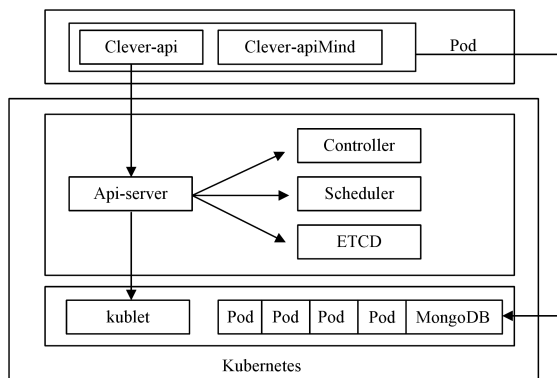 Clever-api
Clever-apiMind
Pod
Controller
Api-server
Scheduler
ETCD
kublet
Pod Pod Pod Pod MongoDB
Kubernetes